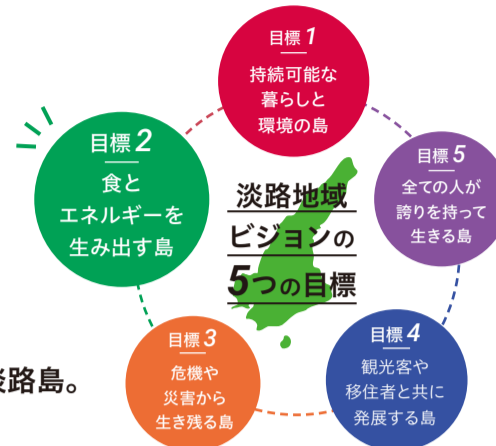 目標1
持続可能な
暮らしと
環境の島
目標2
食と
エネルギーを
生み出す島
目標5
全ての人が
誇りを持って
生きる島
淡路地域
ビジョンの
5つの目標
目標3
危機や
災害から
生き残る島
目標4
観光客や
移住者と共に
発展する島
路島。